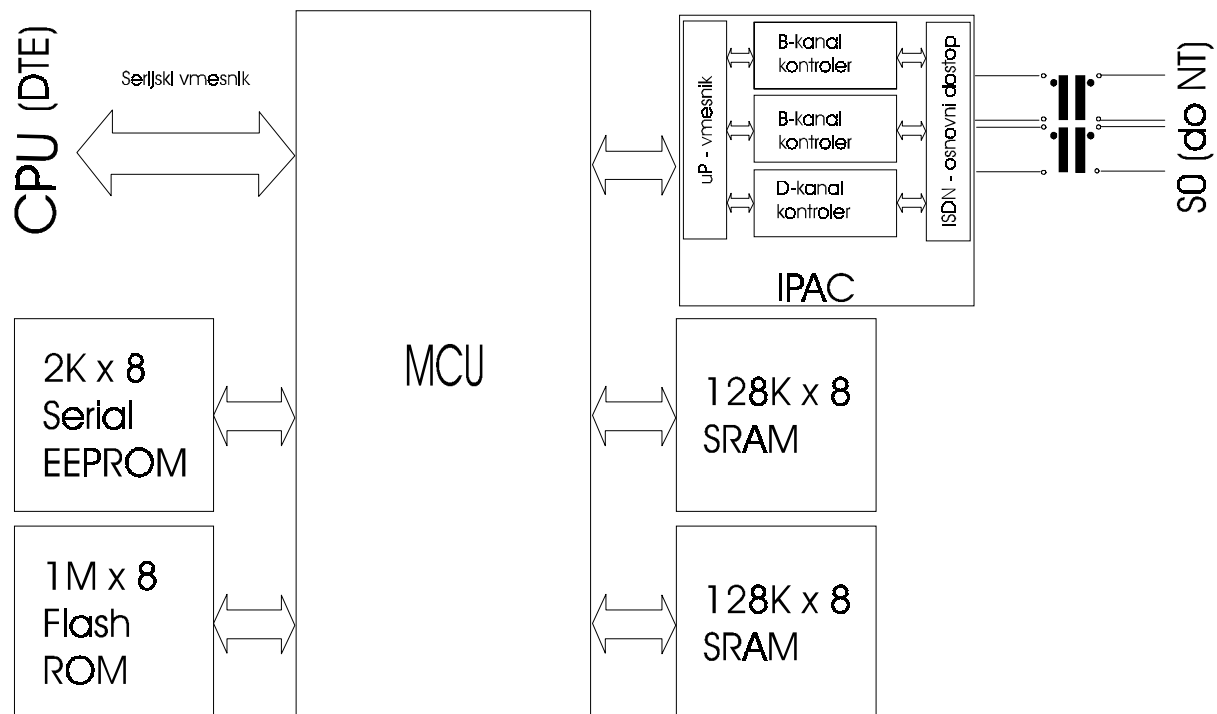 CPU (DTE)
Serijski vmesnik
MCU
uP - vmesnik
B-kanal
kontroler
B-kanal
kontroler
D-kanal
kontroler
ISDN - osnovni dostop
IPAC
S0 (do NT)
2K x 8
Serial
EEPROM
128K x 8
SRAM
1M x 8
Flash
ROM
128K x 8
SRAM